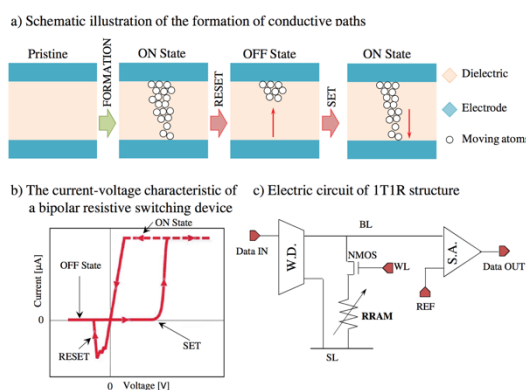 a) Schematic illustration of the formation of conductive paths
Pristine
FORMATION
ON State
RESET
OFF State
SET
ON State
Dielectric
Electrode
Moving atoms
b) The current-voltage characteristic of
a bipolar resistive switching device
ON State
OFF State
Current [µA]
0
RESET
SET
0
Voltage [V]
c) Electric circuit of 1T1R structure
BL
Data IN
W.D.
NMOS
WL
S.A.
Data OUT
REF
RRAM
SL